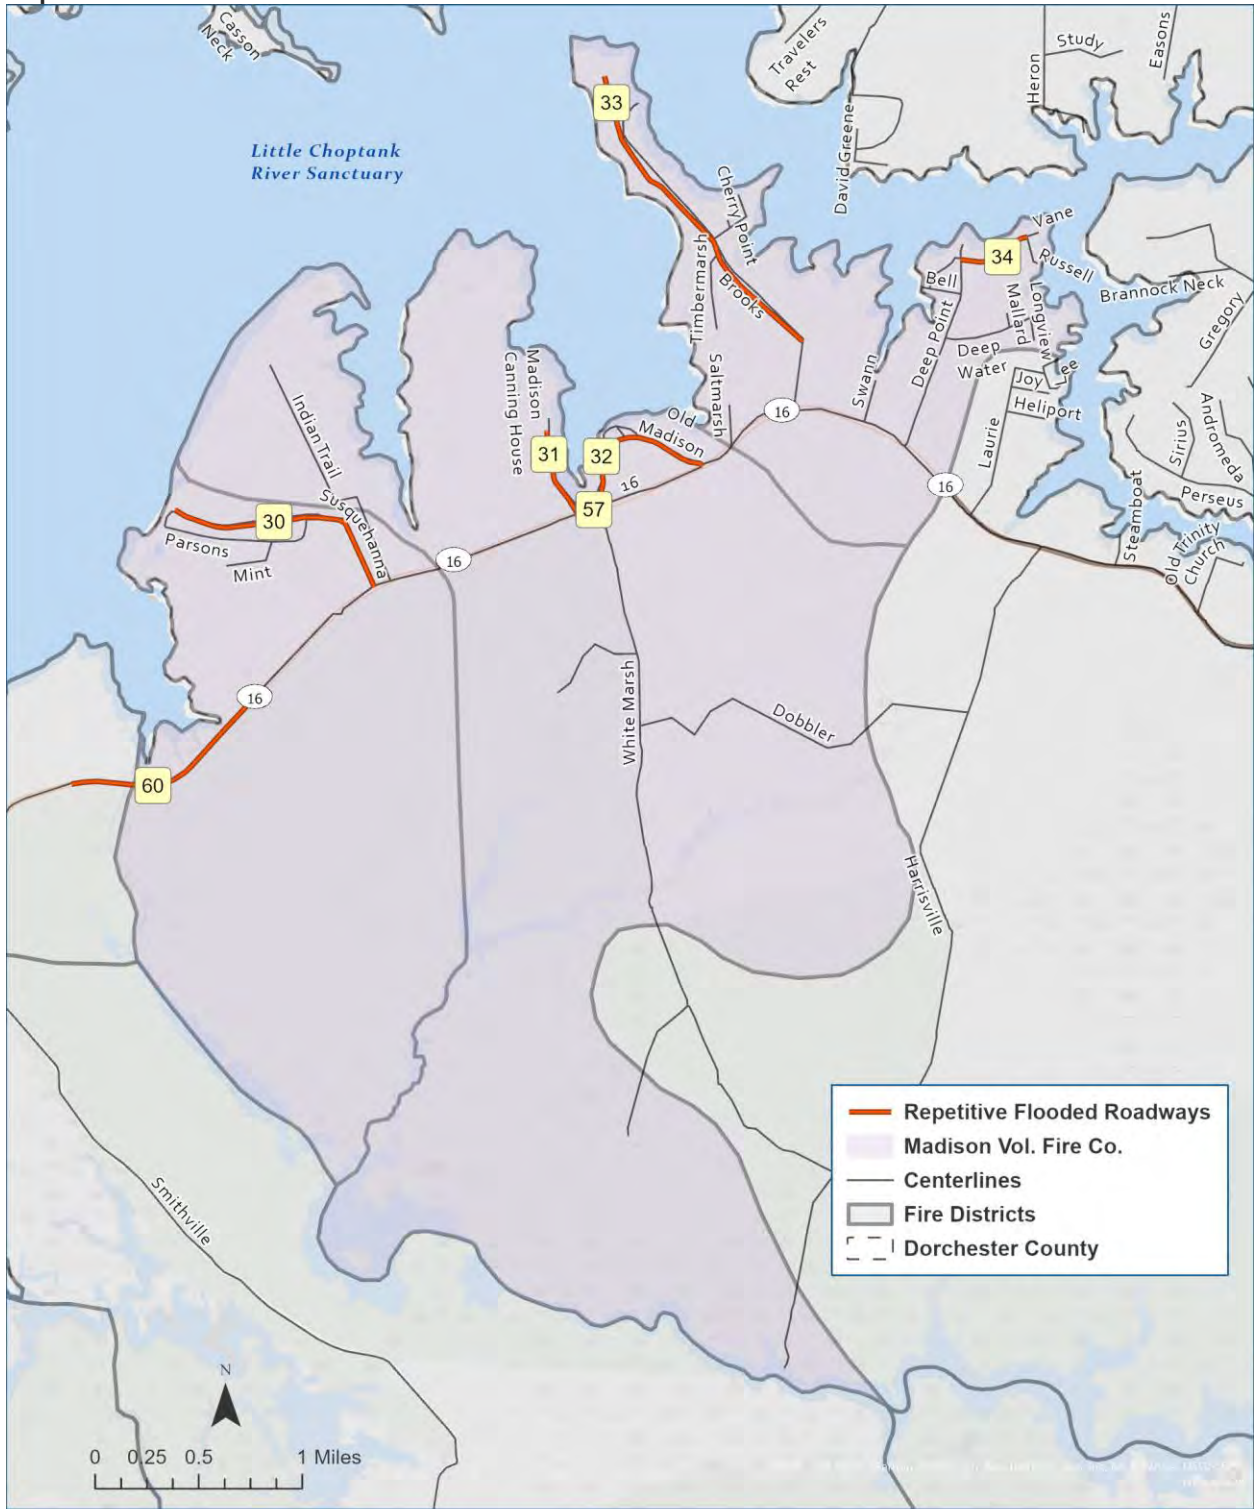 Casson
Neck
Travelers
Rest
Study
Easons
Heron
David Greene
33
Little Choptank
River Sanctuary
Cherry Point
Timbermarsh
Brooks
Vane
34
Russell
Bell
Brannock Neck
Mallard
Longview
Gregory
Deep Point
Deep
Water
Lee
Joy
Heliport
Swann
Saltmarsh
Madison
Canning House
Indian Trail
16
Old
Madison
Laurie
Sirius
Andromeda
31
32
16
16
Perseus
57
Steamboat
Old Trinity
Church
30
Susquehanna
Parsons
Mint
16
White Marsh
16
Dobbler
60
Harrisville
Smithville
Repetitive Flooded Roadways
Madison Vol. Fire Co.
Centerlines
Fire Districts
Dorchester County
N
0 0.25 0.5 1 Miles